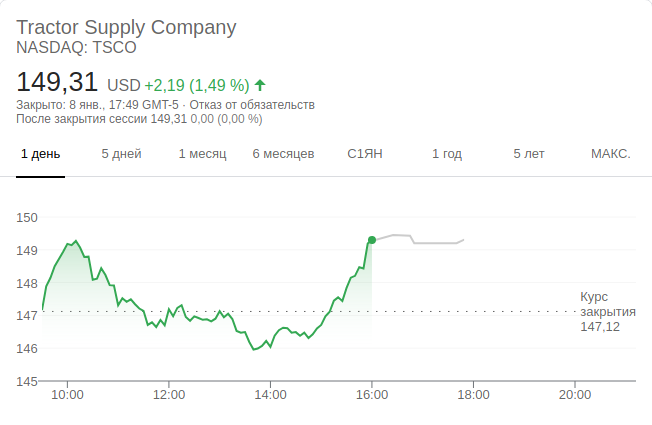 Tractor Supply Company
NASDAQ: TSCO
149,31 USD +2,19 (1,49 %)
Закрыто: 8 янв., 17:49 GMT-5 · Отказ от обязательств
После закрытия сессии 149,31 0,00 (0,00 %)
1 день 5 дней 1 месяц 6 месяцев С1ЯН 1 год 5 лет МАКС.
150
149
148
147
146
145
Курс
закрытия
147,12
10:00 12:00 14:00 16:00 18:00 20:00